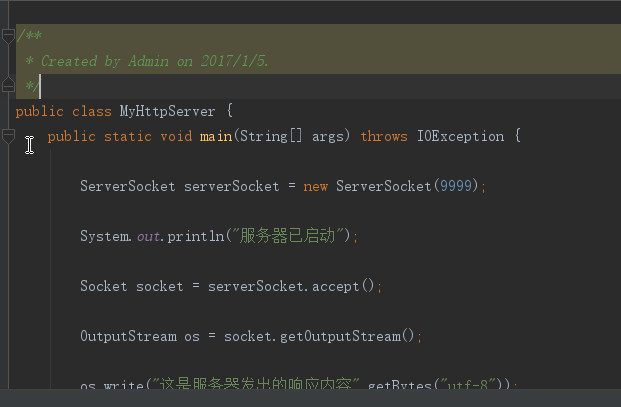 /**
 * Created by Admin on 2017/1/5.
 */
public class MyHttpServer {
    public static void main(String[] args) throws IOException {
        ServerSocket serverSocket = new ServerSocket(9999);
        System.out.println("服务器已启动");
        Socket socket = serverSocket.accept();
        OutputStream os = socket.getOutputStream();
        os.write("这是服务器发出的响应内容".getBytes("utf-8"));